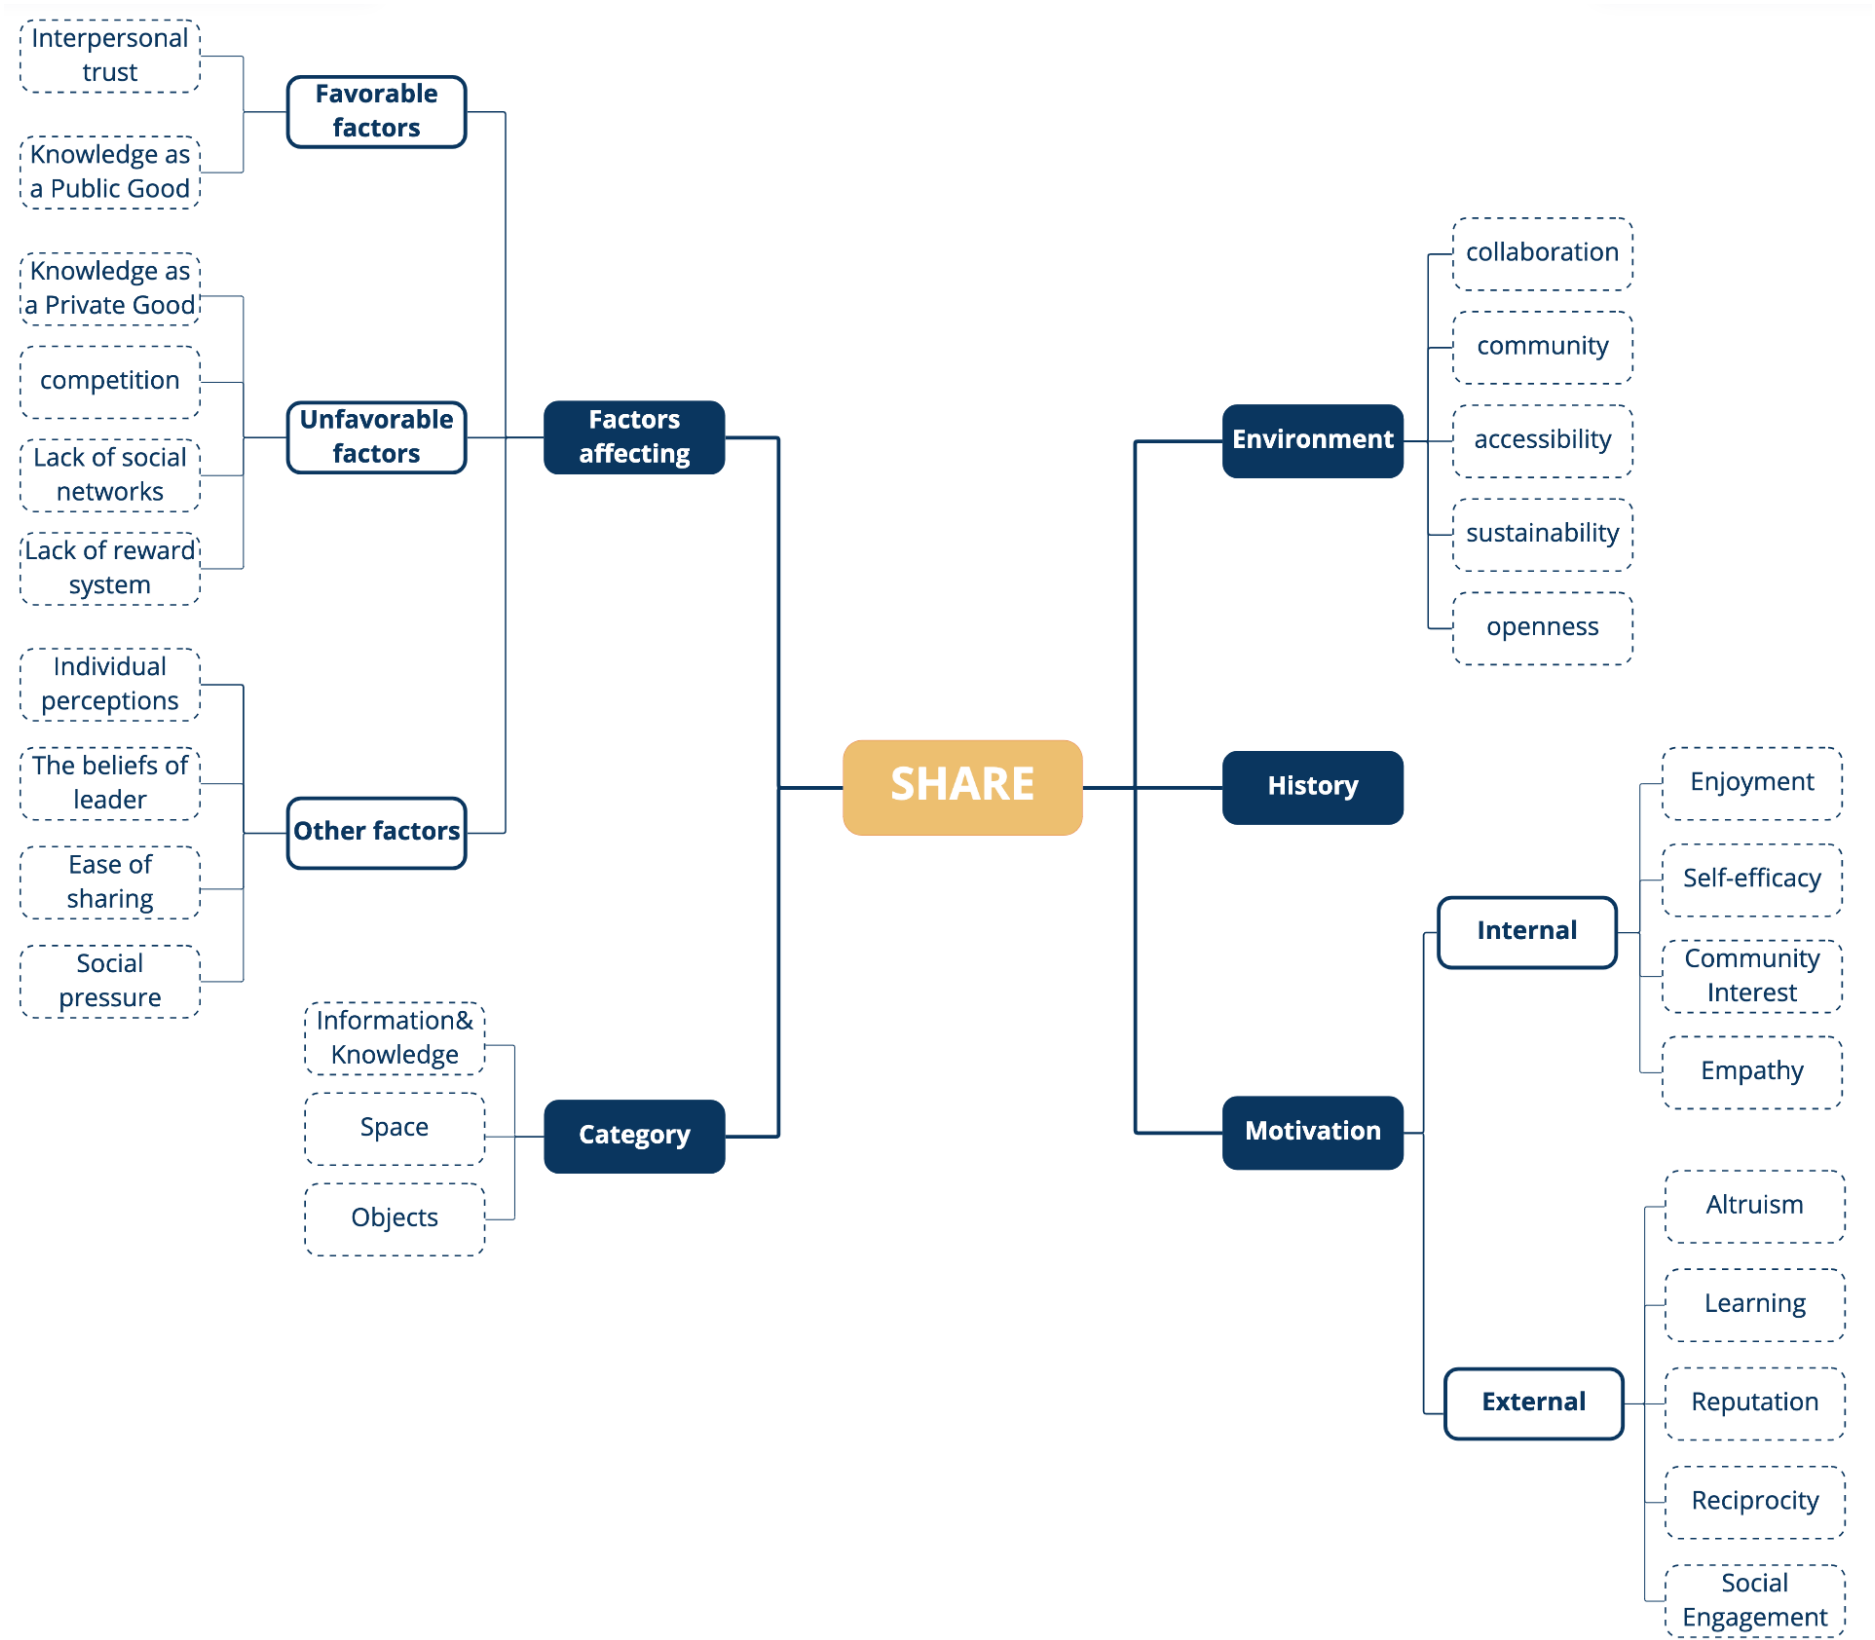 Interpersonal
trust
Knowledge as
a Public Good
Favorable
factors
Knowledge as
a Private Good
competition
Lack of social
networks
Lack of reward
system
Unfavorable
factors
Individual
perceptions
The beliefs of
leader
Ease of
sharing
Social
pressure
Other factors
Factors
affecting
Information&
Knowledge
Space
Objects
Category
SHARE
Environment
collaboration
community
accessibility
sustainability
openness
History
Motivation
Internal
Enjoyment
Self-efficacy
Community
Interest
Empathy
External
Altruism
Learning
Reputation
Reciprocity
Social
Engagement